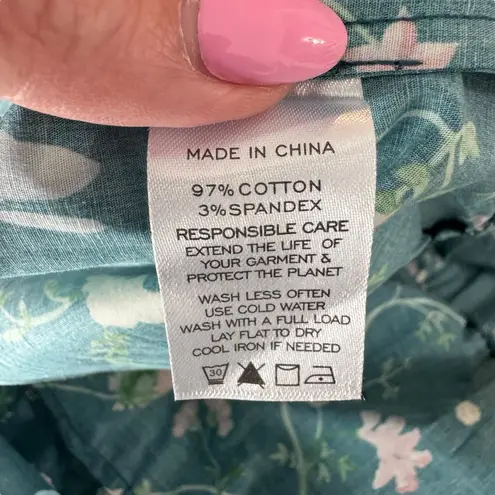 MADE IN CHINA
97% COTTON
3% SPANDEX
RESPONSIBLE CARE
EXTEND THE LIFE OF
YOUR GARMENT &
PROTECT THE PLANET
WASH LESS OFTEN
USE COLD WATER
WASH WITH A FULL LOAD
LAY FLAT TO DRY
COOL IRON IF NEEDED
30